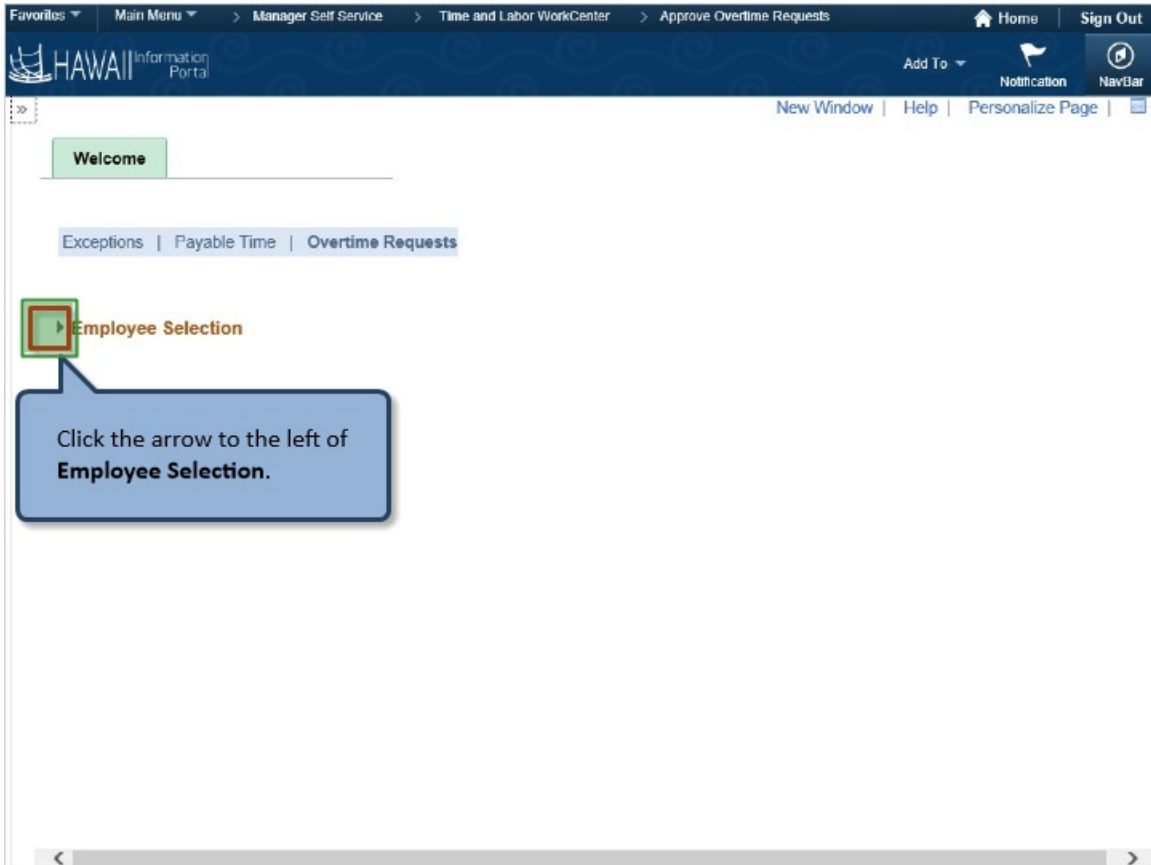 Favorites Main Menu > Manager Self Service > Time and Labor WorkCenter > Approve Overtime Requests Home Sign Out
HAWAII Information Portal
Add To Notification NavBar
» New Window | Help | Personalize Page |
Welcome
Exceptions | Payable Time | Overtime Requests
Employee Selection
Click the arrow to the left of
Employee Selection.